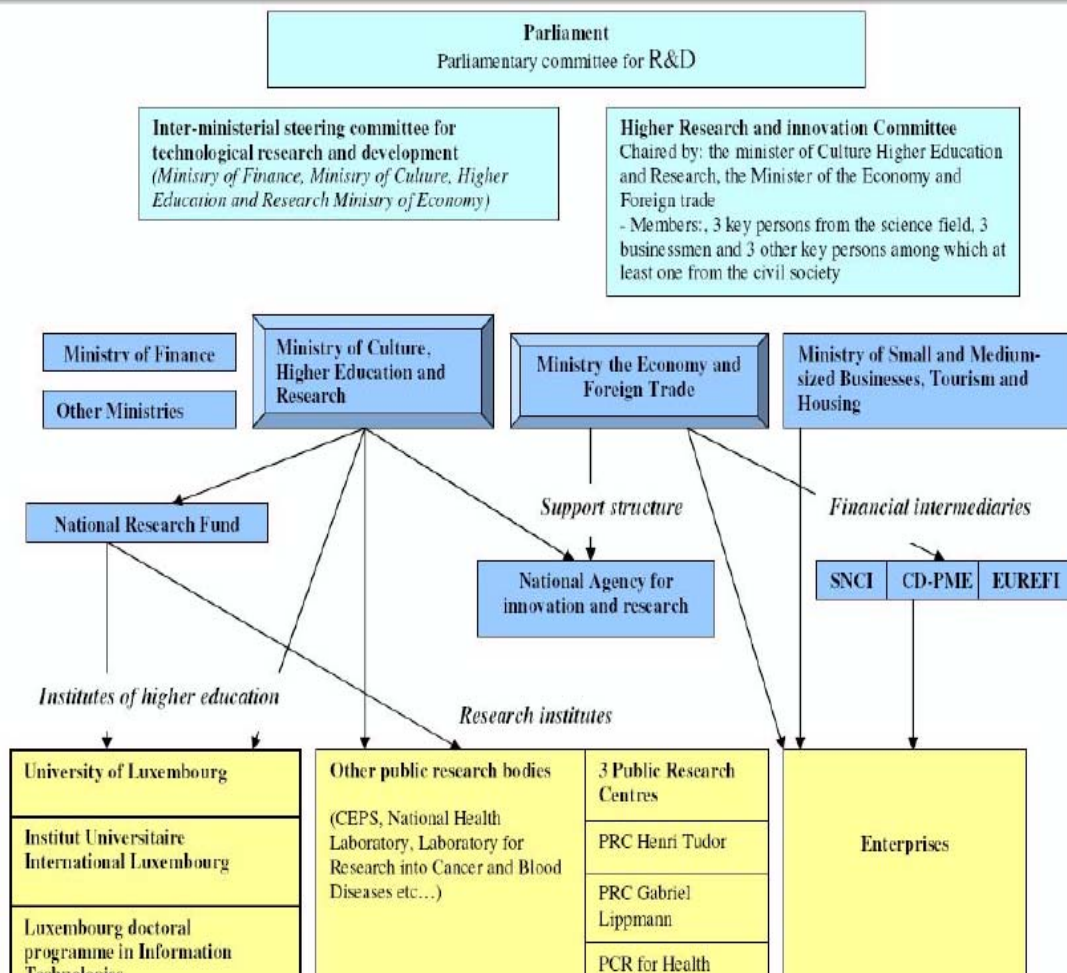 Parliament
Parliamentary committee for R&D
Inter-ministerial steering committee for
technological research and development
(Ministry of Finance, Ministry of Culture, Higher
Education and Research Ministry of Economy)
Higher Research and innovation Committee
Chaired by: the minister of Culture Higher Education
and Research, the Minister of the Economy and
Foreign trade
- Members:, 3 key persons from the science field, 3
businessmen and 3 other key persons among which at
least one from the civil society
Ministry of Finance
Other Ministries
Ministry of Culture,
Higher Education and
Research
Ministry the Economy and
Foreign Trade
Ministry of Small and Medium-
sized Businesses, Tourism and
Housing
National Research Fund
Support structure
Financial intermediaries
National Agency for
innovation and research
SNCI
CD-PME
EUREFI
Institutes of higher education
Research institutes
University of Luxembourg
Institut Universitaire
International Luxembourg
Luxembourg doctoral
programme in Information
Technologies
Other public research bodies
(CEPS, National Health
Laboratory, Laboratory for
Research into Cancer and Blood
Diseases etc…)
3 Public Research
Centres
PRC Henri Tudor
PRC Gabriel
Lippmann
PCR for Health
Enterprises